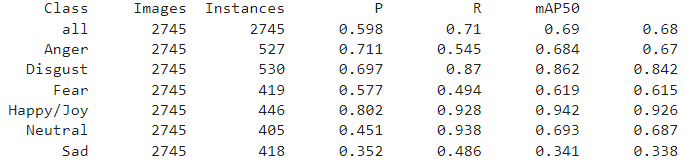 Class Images Instances P R mAP50
all 2745 2745 0.598 0.71 0.69 0.68
Anger 2745 527 0.711 0.545 0.684 0.67
Disgust 2745 530 0.697 0.87 0.862 0.842
Fear 2745 419 0.577 0.494 0.619 0.615
Happy/Joy 2745 446 0.802 0.928 0.942 0.926
Neutral 2745 405 0.451 0.938 0.693 0.687
Sad 2745 418 0.352 0.486 0.341 0.338